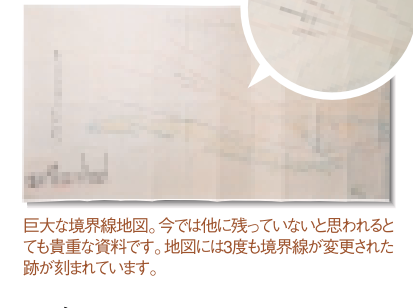 巨大な境界線地図。今では他に残っていないと思われると
ても貴重な資料です。地図には3度も境界線が変更された
跡が刻まれています。